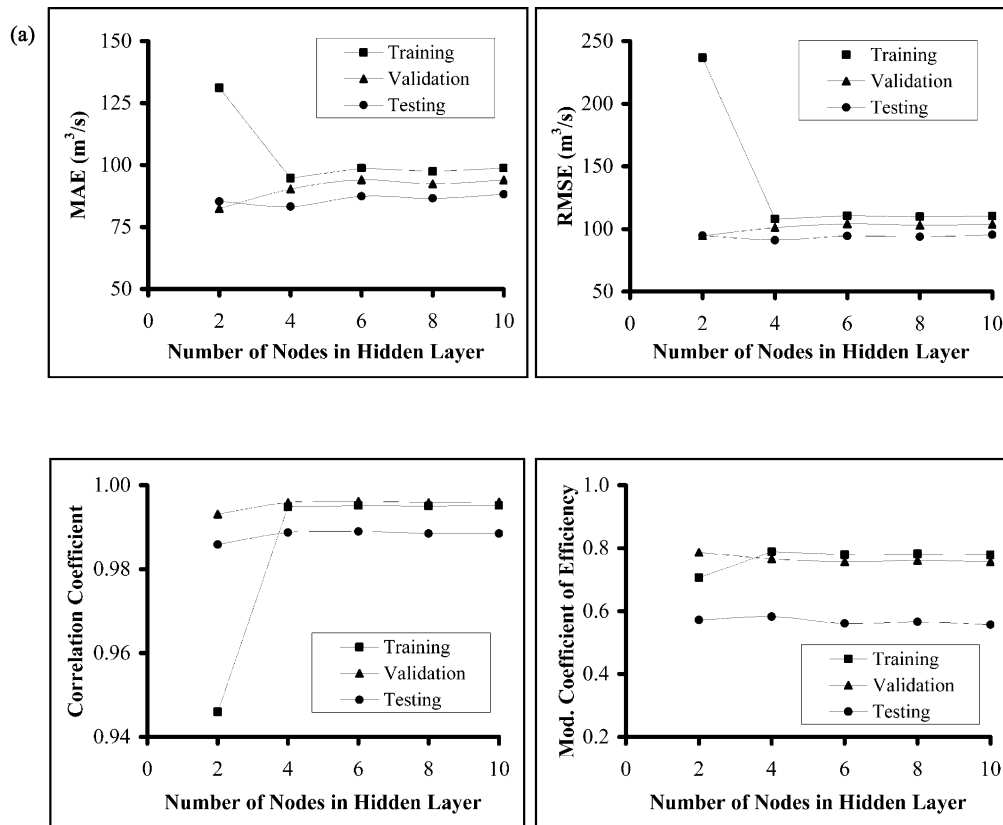 (a)
150
125
100
75
50
MAE (m³/s)
Training
Validation
Testing
0 2 4 6 8 10
Number of Nodes in Hidden Layer
250
200
150
100
50
RMSE (m³/s)
Training
Validation
Testing
0 2 4 6 8 10
Number of Nodes in Hidden Layer
1.00
0.98
0.96
0.94
Correlation Coefficient
Training
Validation
Testing
0 2 4 6 8 10
Number of Nodes in Hidden Layer
1.0
0.8
0.6
0.4
0.2
Mod. Coefficient of Efficiency
Training
Validation
Testing
0 2 4 6 8 10
Number of Nodes in Hidden Layer